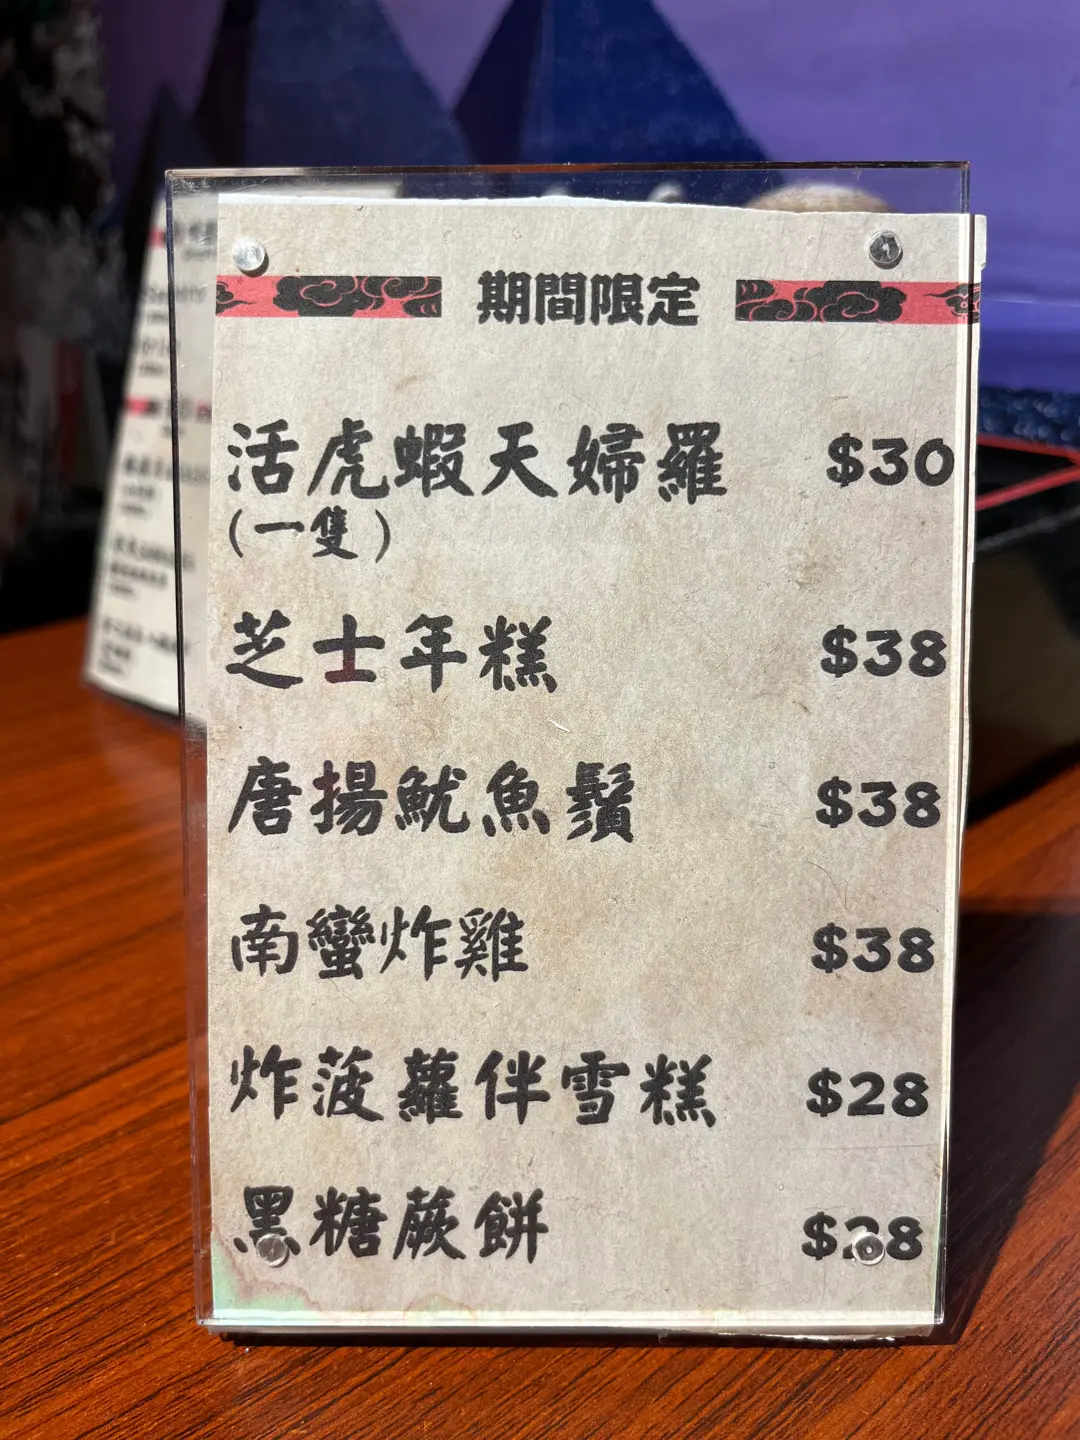 期間限定
活虎蝦天婦羅 $30
(一隻)
芝士年糕 $38
唐揚魷魚鬚 $38
南蠻炸雞 $38
炸菠蘿伴雪糕 $28
黑糖蕨餅 $28